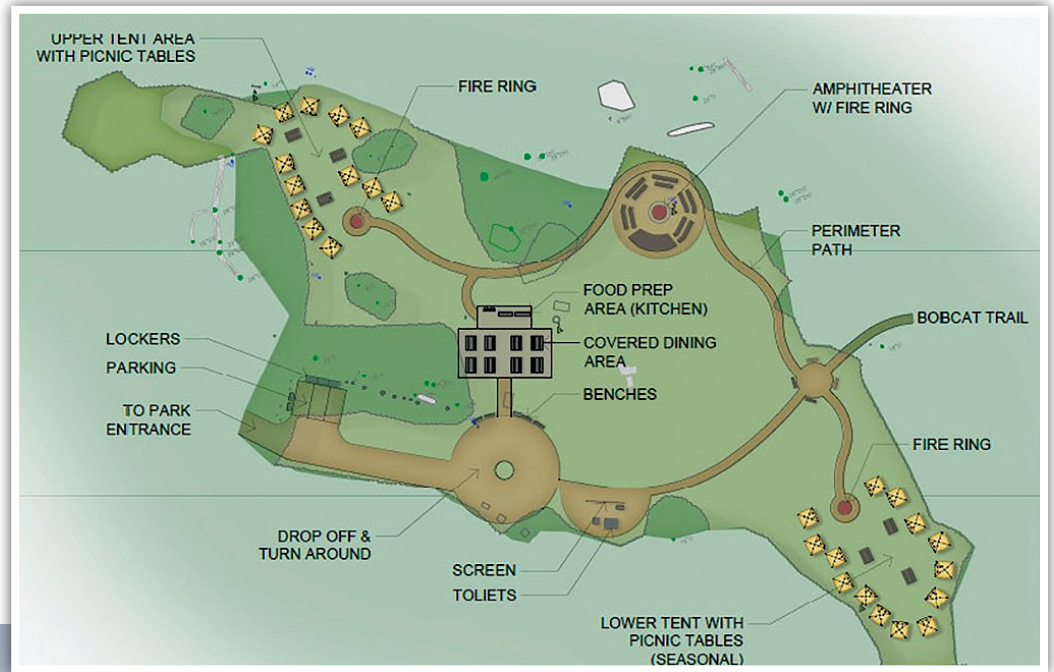 UPPER TENT AREA
WITH PICNIC TABLES
FIRE RING
AMPHITHEATER
W/ FIRE RING
PERIMETER
PATH
FOOD PREP
AREA (KITCHEN)
BOBCAT TRAIL
LOCKERS
COVERED DINING
AREA
PARKING
BENCHES
TO PARK
ENTRANCE
FIRE RING
DROP OFF &
TURN AROUND
SCREEN
TOLIETS
LOWER TENT WITH
PICNIC TABLES
(SEASONAL)